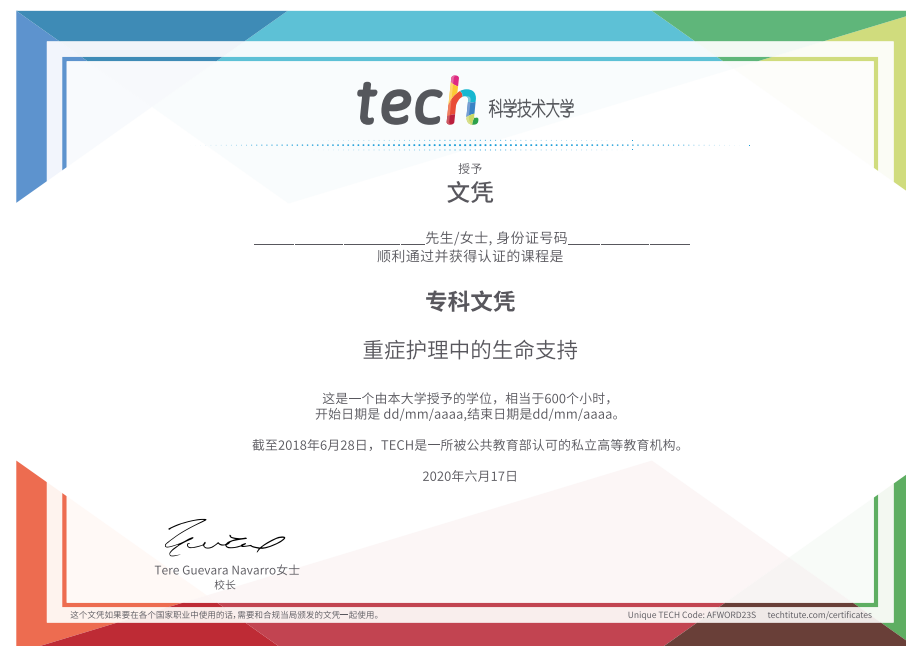 tech 科学技术大学
授予
文凭
先生/女士, 身份证号码
顺利通过并获得认证的课程是
专科文凭
重症护理中的生命支持
这是一个由本大学授予的学位，相当于600个小时，
开始日期是 dd/mm/aaaa,结束日期是dd/mm/aaaa。
截至2018年6月28日，TECH是一所被公共教育部认可的私立高等教育机构。
2020年六月17日
Tere Guevara Navarro女士
校长
这个文凭如果要在各个国家职业中使用的话,需要和合规当局颁发的文凭一起使用。
Unique TECH Code: AFWORD23S techtitute.com/certificates